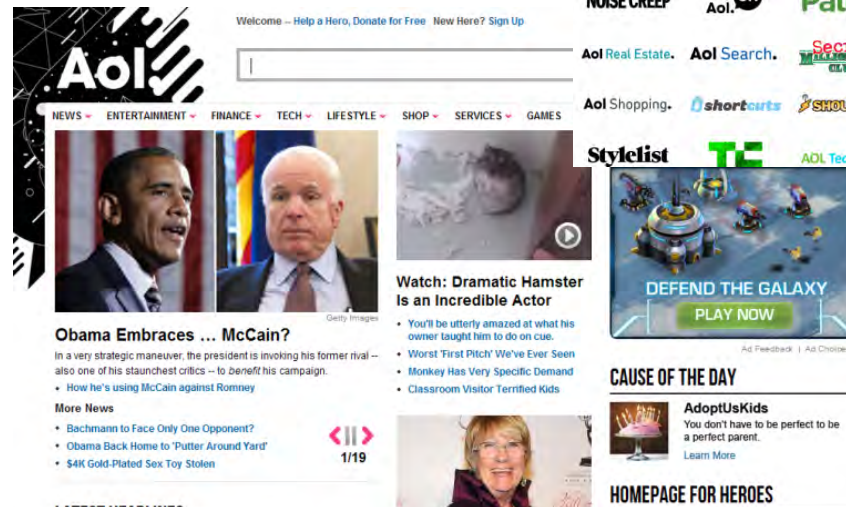 Welcome -- Help a Hero, Donate for Free New Here? Sign Up
Aol.
NEWS ENTERTAINMENT FINANCE TECH LIFESTYLE SHOP SERVICES GAMES
Getty Images
Obama Embraces ... McCain?
In a very strategic maneuver, the president is invoking his former rival --
also one of his staunchest critics -- to benefit his campaign.
• How he's using McCain against Romney
More News
• Bachmann to Face Only One Opponent?
• Obama Back Home to 'Putter Around Yard'
• $4K Gold-Plated Sex Toy Stolen
1/19
Watch: Dramatic Hamster
Is an Incredible Actor
• You'll be utterly amazed at what his
owner taught him to do on cue.
• Worst 'First Pitch' We've Ever Seen
• Monkey Has Very Specific Demand
• Classroom Visitor Terrified Kids
NOISE CREEP
Aol.
Aol Real Estate. Aol Search.
Aol Shopping. shortcuts
Stylelist
DEFEND THE GALAXY
PLAY NOW
Ad Feedback | Ad Choice
CAUSE OF THE DAY
AdoptUsKids
You don't have to be perfect to be
a perfect parent.
Learn More
HOMEPAGE FOR HEROES